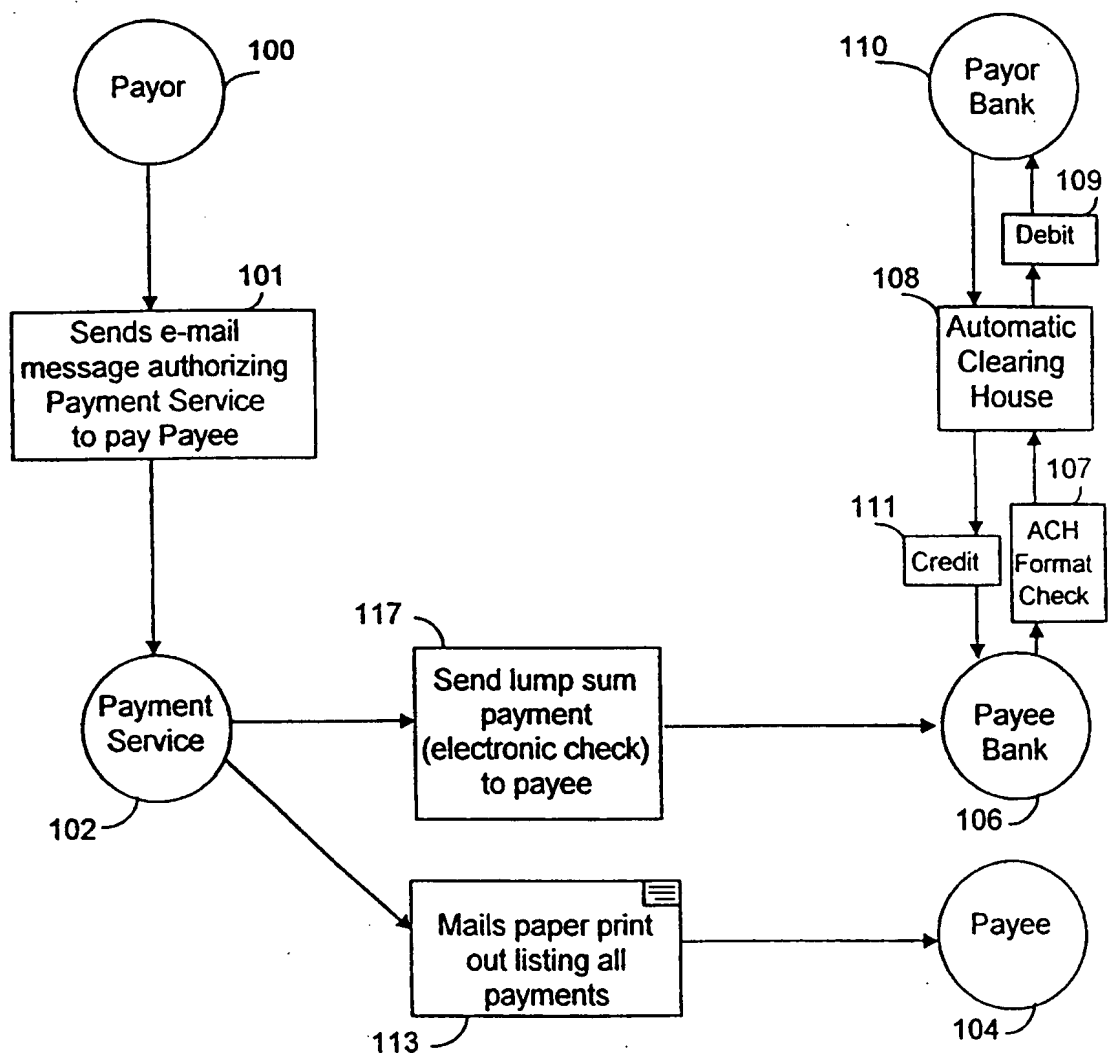 Payor
100
101
Sends e-mail
message authorizing
Payment Service
to pay Payee
Payment
Service
102
117
Send lump sum
payment
(electronic check)
to payee
Mails paper print
out listing all
payments
113
110
Payor
Bank
109
Debit
108
Automatic
Clearing
House
107
ACH
Format
Check
111
Credit
Payee
Bank
106
Payee
104